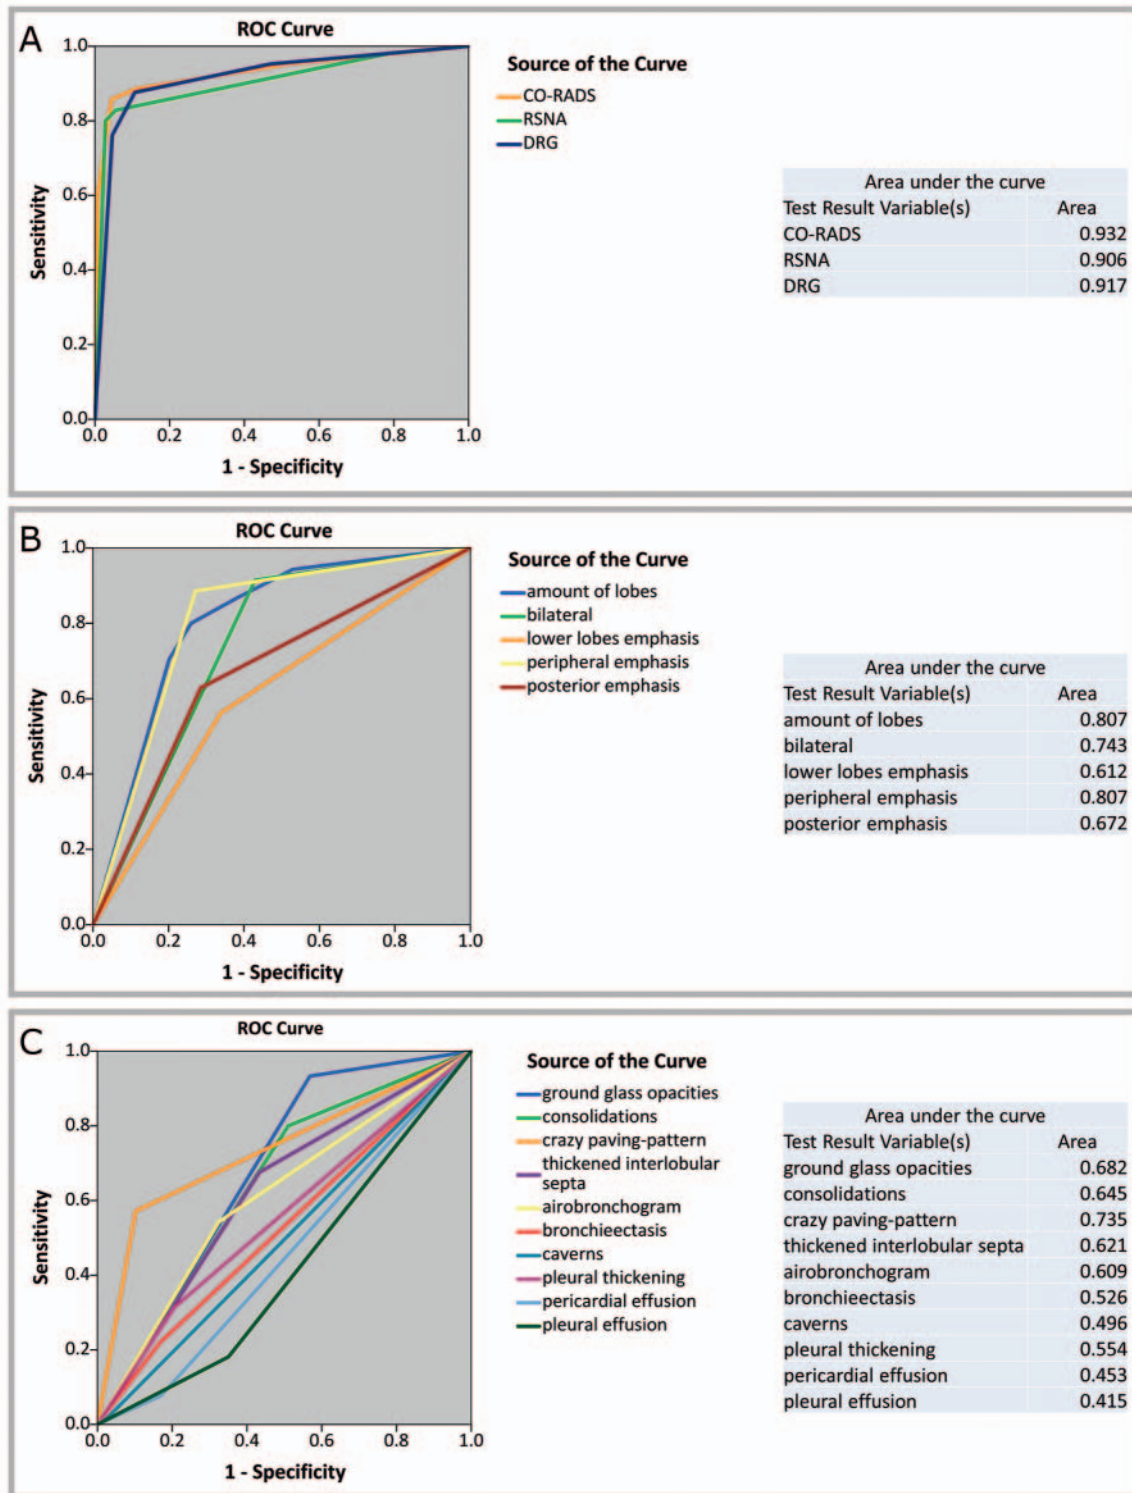 A
ROC Curve
1.0
0.8
0.6
0.4
0.2
0.0
Sensitivity
0.0 0.2 0.4 0.6 0.8 1.0
1 - Specificity
Source of the Curve
CO-RADS
RSNA
DRG
Area under the curve
Test Result Variable(s) Area
CO-RADS 0.932
RSNA 0.906
DRG 0.917
B
ROC Curve
1.0
0.8
0.6
0.4
0.2
0.0
Sensitivity
0.0 0.2 0.4 0.6 0.8 1.0
1 - Specificity
Source of the Curve
amount of lobes
bilateral
lower lobes emphasis
peripheral emphasis
posterior emphasis
Area under the curve
Test Result Variable(s) Area
amount of lobes 0.807
bilateral 0.743
lower lobes emphasis 0.612
peripheral emphasis 0.807
posterior emphasis 0.672
C
ROC Curve
1.0
0.8
0.6
0.4
0.2
0.0
Sensitivity
0.0 0.2 0.4 0.6 0.8 1.0
1 - Specificity
Source of the Curve
ground glass opacities
consolidations
crazy paving-pattern
thickened interlobular
septa
airobronchogram
bronchieectasis
caverns
pleural thickening
pericardial effusion
pleural effusion
Area under the curve
Test Result Variable(s) Area
ground glass opacities 0.682
consolidations 0.645
crazy paving-pattern 0.735
thickened interlobular septa 0.621
airobronchogram 0.609
bronchieectasis 0.526
caverns 0.496
pleural thickening 0.554
pericardial effusion 0.453
pleural effusion 0.415